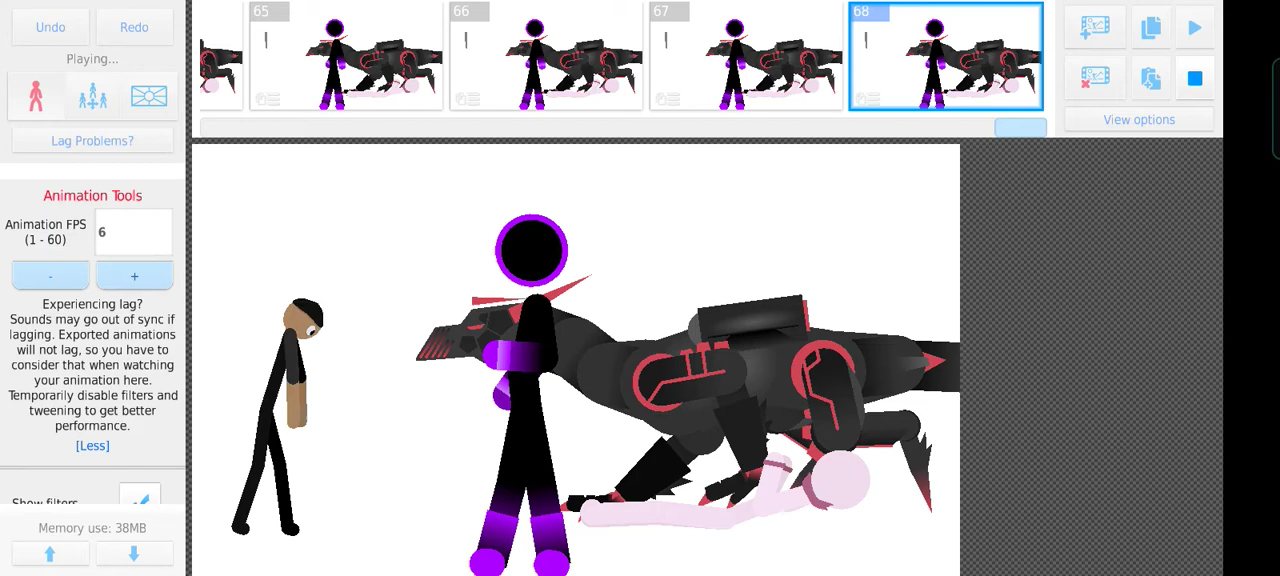 Undo
Redo
Playing...
Lag Problems?
Animation Tools
Animation FPS
(1 - 60)
6
-
+
Experiencing lag?
Sounds may go out of sync if
lagging. Exported animations
will not lag, so you have to
consider that when watching
your animation here.
Temporarily disable filters and
tweening to get better
performance.
[Less]
Show filters
Memory use: 38MB
65
66
67
68
View options